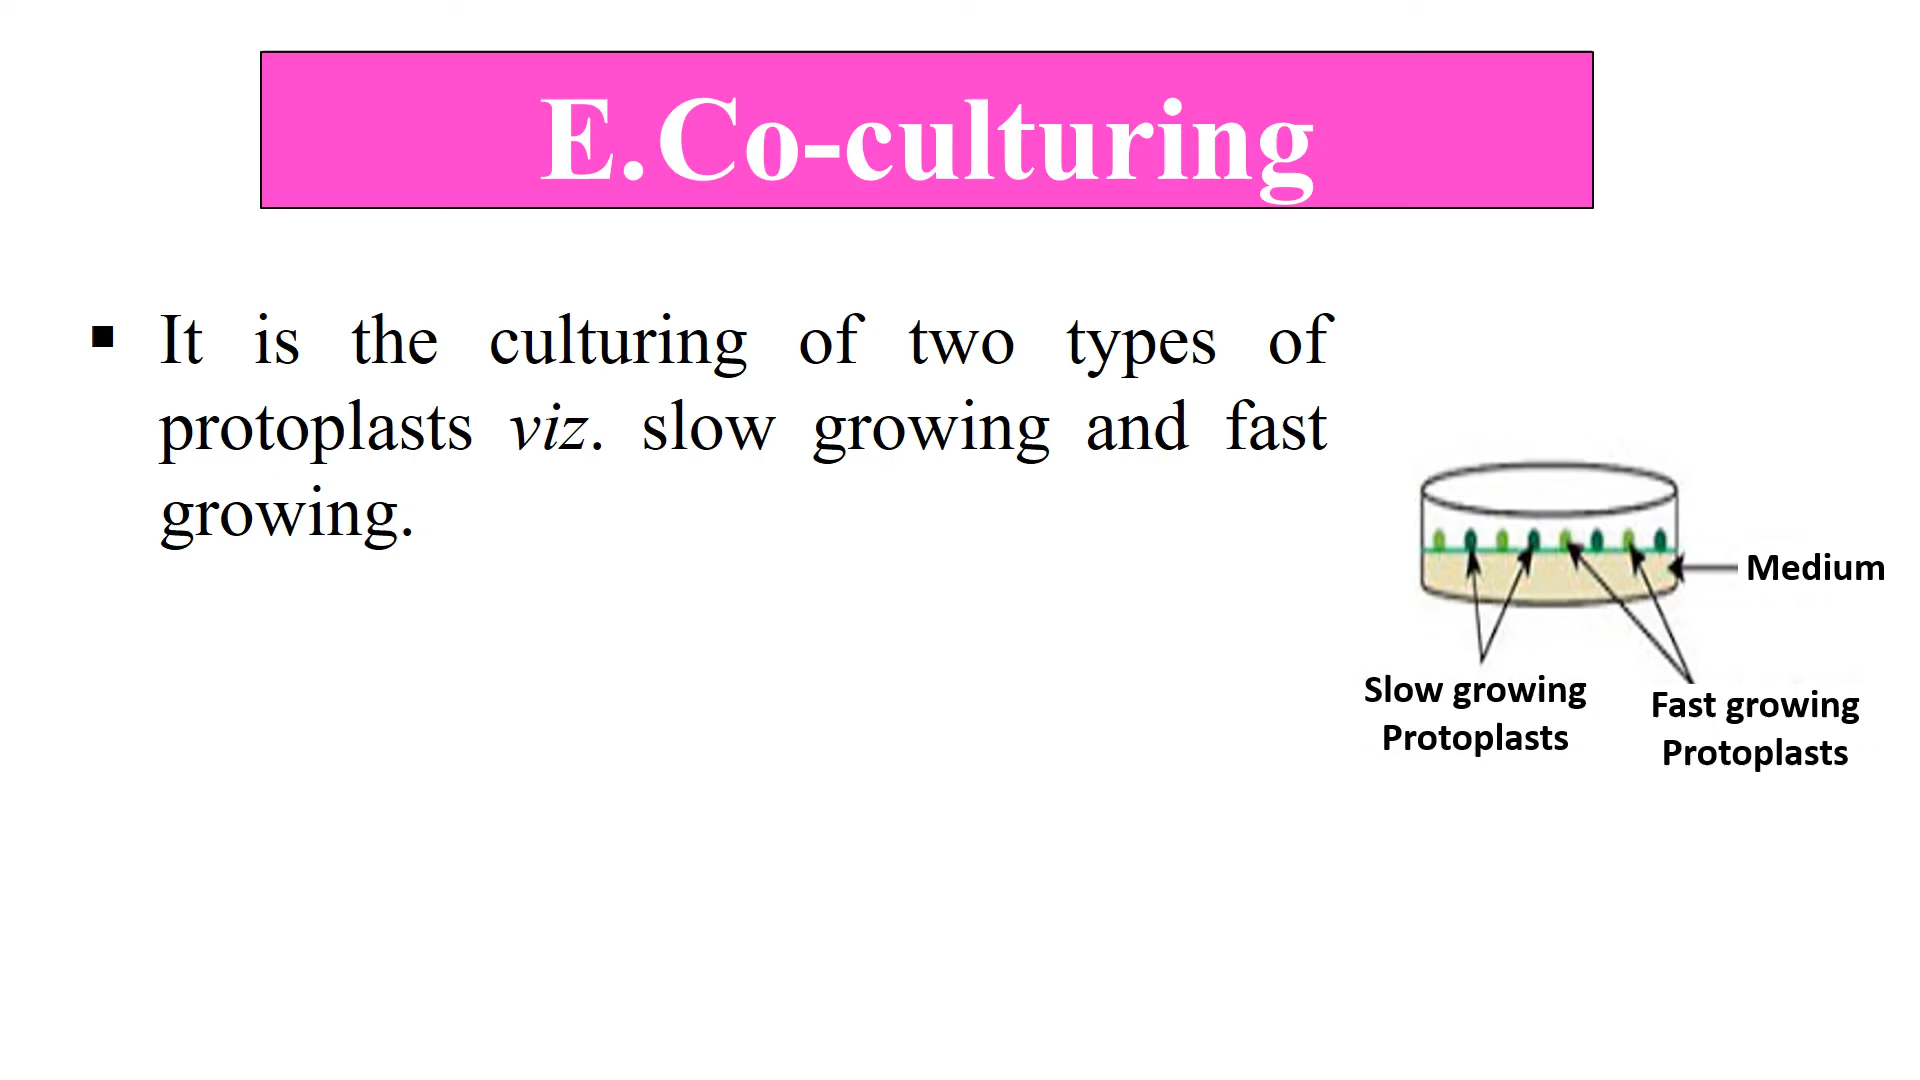 E.Co-culturing
▪ It is the culturing of two types of
protoplasts viz. slow growing and fast
growing.
Medium
Slow growing
Protoplasts
Fast growing
Protoplasts